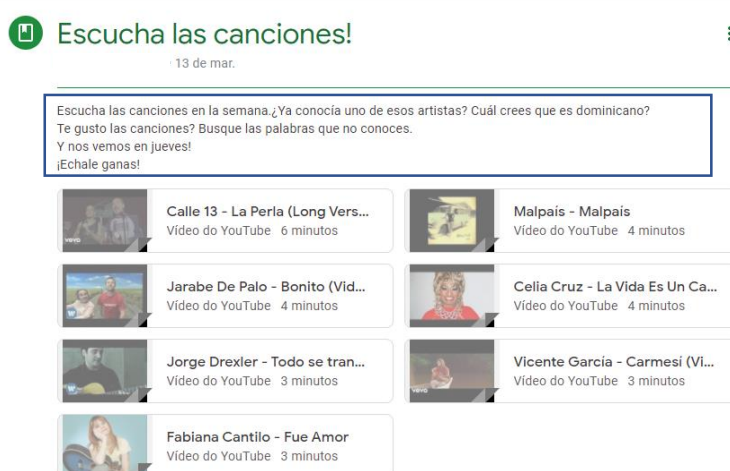 Escucha las canciones!
· 13 de mar.
Escucha las canciones en la semana.¿Ya conocía uno de esos artistas? Cuál crees que es dominicano?
Te gusto las canciones? Busque las palabras que no conoces.
Y nos vemos en jueves!
¡Echale ganas!
Calle 13 - La Perla (Long Vers...
Vídeo do YouTube 6 minutos
Malpaís - Malpaís
Vídeo do YouTube 4 minutos
Jarabe De Palo - Bonito (Vid...
Vídeo do YouTube 4 minutos
Celia Cruz - La Vida Es Un Ca...
Vídeo do YouTube 4 minutos
Jorge Drexler - Todo se tran...
Vídeo do YouTube 3 minutos
Vicente García - Carmesí (Vi...
Vídeo do YouTube 3 minutos
Fabiana Cantilo - Fue Amor
Vídeo do YouTube 3 minutos
vevo
vevo